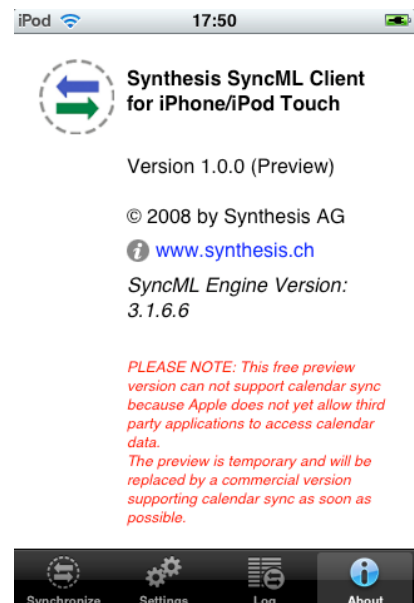 iPod 17:50
Synthesis SyncML Client
for iPhone/iPod Touch
Version 1.0.0 (Preview)
© 2008 by Synthesis AG
www.synthesis.ch
SyncML Engine Version:
3.1.6.6
PLEASE NOTE: This free preview
version can not support calendar sync
because Apple does not yet allow third
party applications to access calendar
data.
The preview is temporary and will be
replaced by a commercial version
supporting calendar sync as soon as
possible.
Synchronize Settings Log About